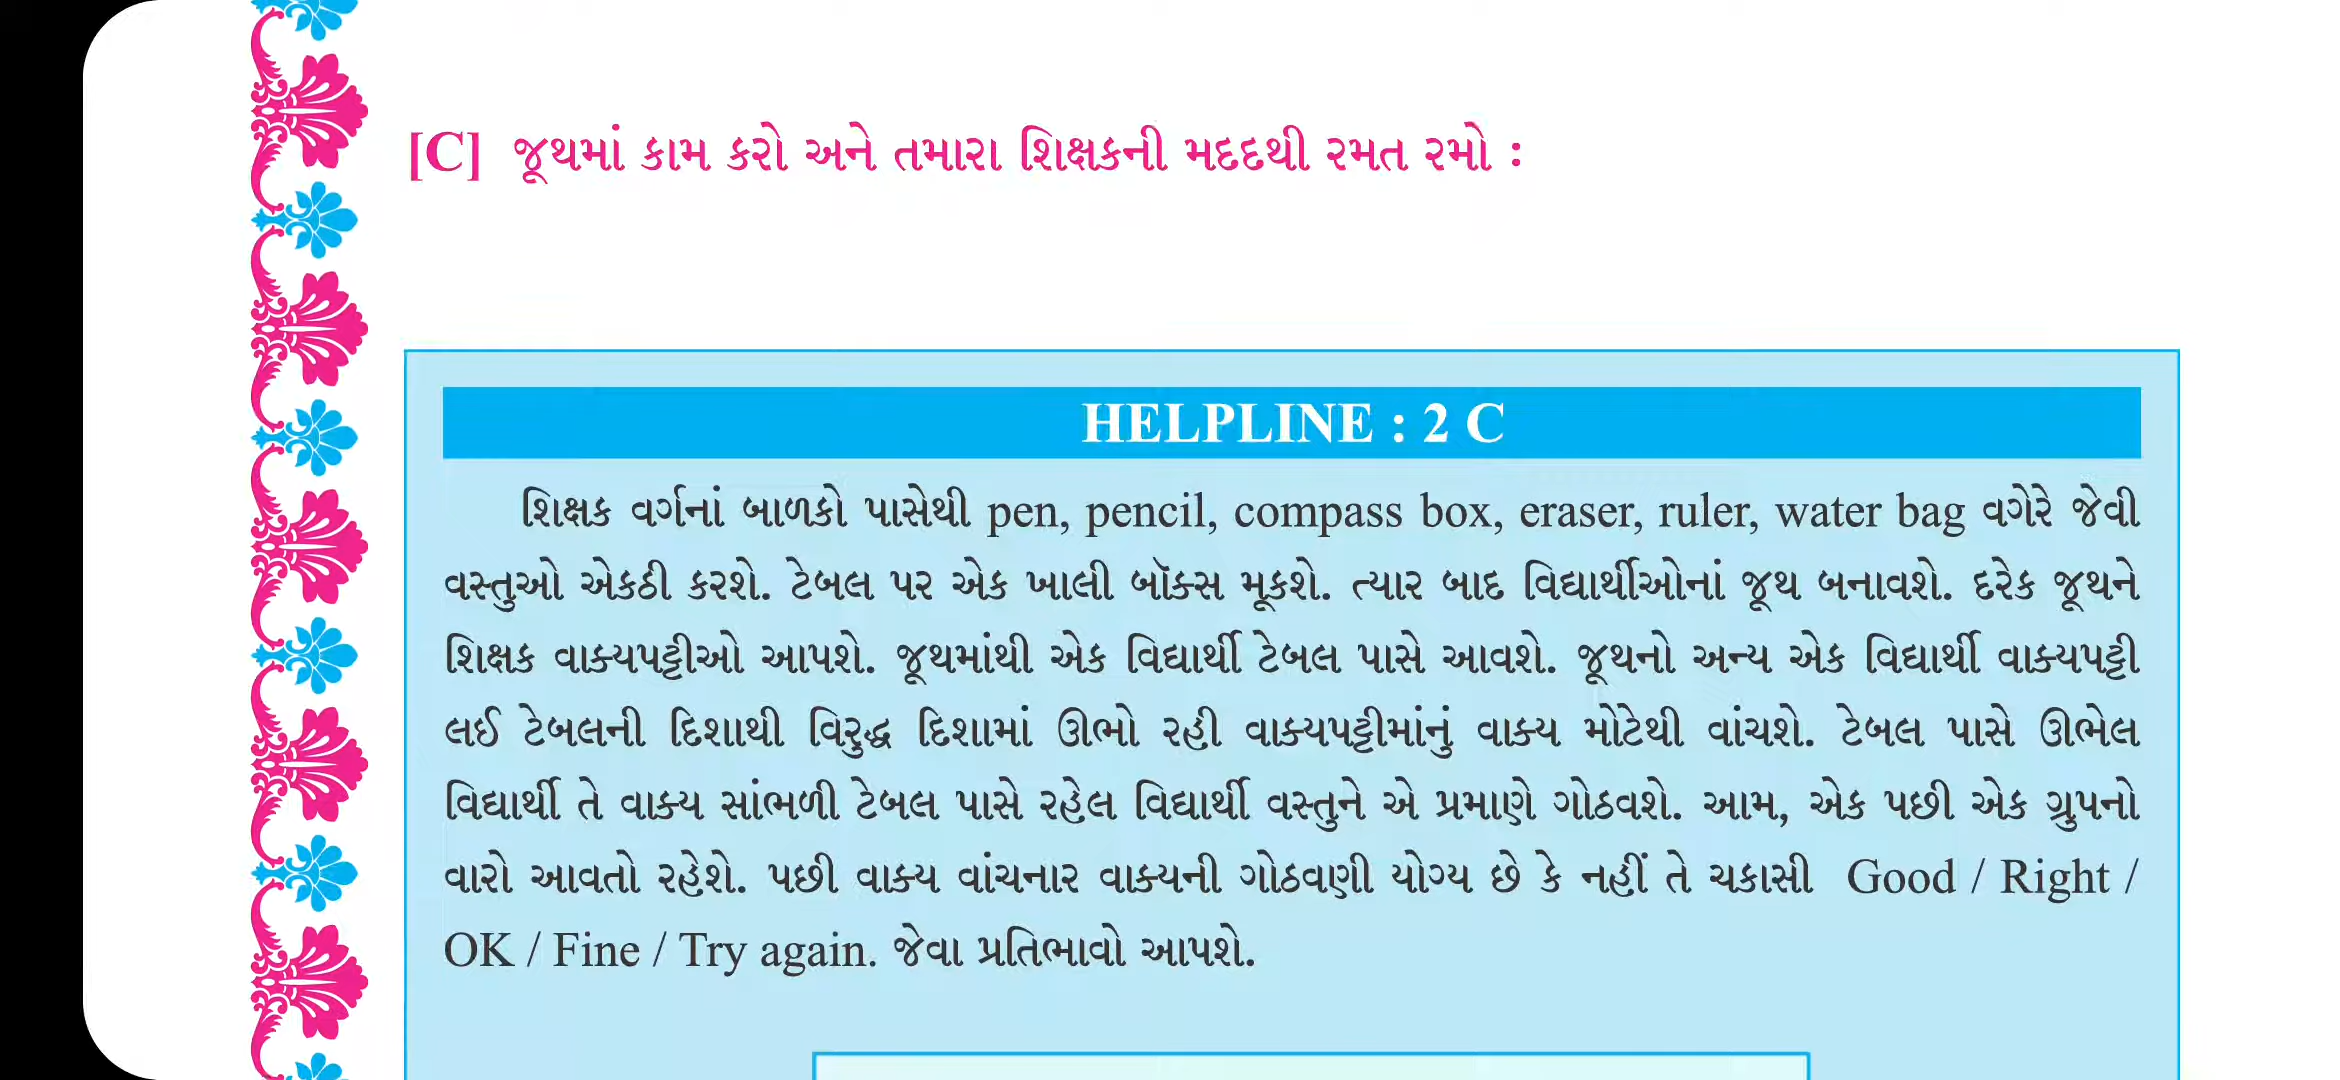 [C] જૂથમાં કામ કરો અને તમારા શિક્ષકની મદદથી રમત રમો :
HELPLINE : 2 C
શિક્ષક વર્ગનાં બાળકો પાસેથી pen, pencil, compass box, eraser, ruler, water bag વગેરે જેવી
વસ્તુઓ એકઠી કરશે. ટેબલ પર એક ખાલી બૉક્સ મૂકશે. ત્યાર બાદ વિદ્યાર્થીઓનાં જૂથ બનાવશે. દરેક જૂથને
શિક્ષક વાક્યપટ્ટીઓ આપશે. જૂથમાંથી એક વિદ્યાર્થી ટેબલ પાસે આવશે. જૂથનો અન્ય એક વિદ્યાર્થી વાક્યપટ્ટી
લઈ ટેબલની દિશાથી વિરુદ્ધ દિશામાં ઊભો રહી વાક્યપટ્ટીમાંનું વાક્ય મોટેથી વાંચશે. ટેબલ પાસે ઊભેલ
વિદ્યાર્થી તે વાક્ય સાંભળી ટેબલ પાસે રહેલ વિદ્યાર્થી વસ્તુને એ પ્રમાણે ગોઠવશે. આમ, એક પછી એક ગ્રુપનો
વારો આવતો રહેશે. પછી વાક્ય વાંચનાર વાક્યની ગોઠવણી યોગ્ય છે કે નહીં તે ચકાસી Good / Right /
OK / Fine / Try again. જેવા પ્રતિભાવો આપશે.